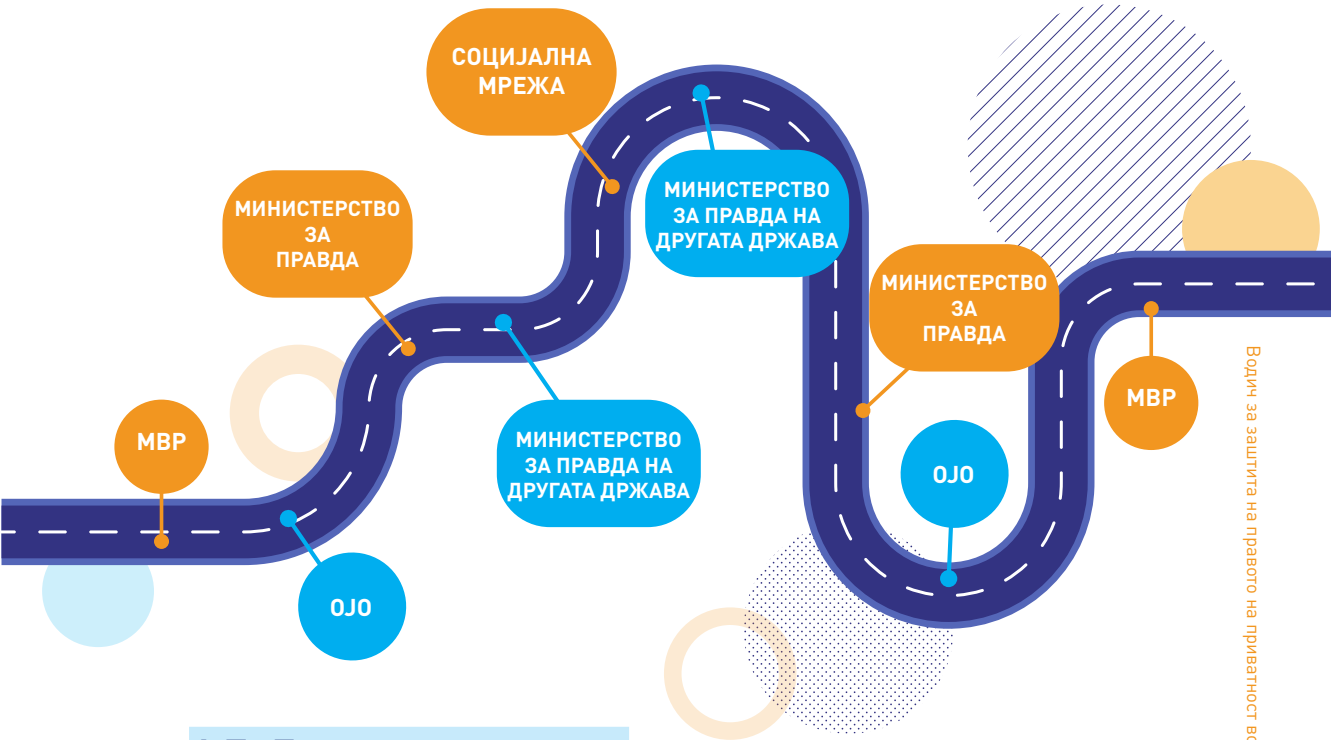 МВР
ОЈО
МИНИСТЕРСТВО
ЗА
ПРАВДА
МИНИСТЕРСТВО
ЗА ПРАВДА НА
ДРУГАТА ДРЖАВА
СОЦИЈАЛНА
МРЕЖА
МИНИСТЕРСТВО
ЗА ПРАВДА НА
ДРУГАТА ДРЖАВА
МИНИСТЕРСТВО
ЗА
ПРАВДА
ОЈО
МВР
Водич за заштита на правото на приватност во